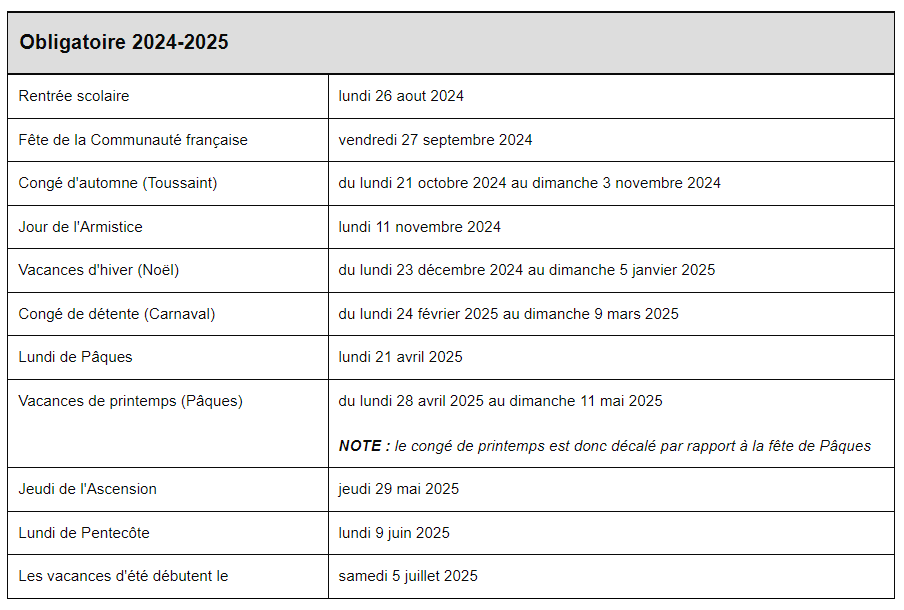 Obligatoire 2024-2025
Rentrée scolaire
lundi 26 aout 2024
Fête de la Communauté française
vendredi 27 septembre 2024
Congé d'automne (Toussaint)
du lundi 21 octobre 2024 au dimanche 3 novembre 2024
Jour de l'Armistice
lundi 11 novembre 2024
Vacances d'hiver (Noël)
du lundi 23 décembre 2024 au dimanche 5 janvier 2025
Congé de détente (Carnaval)
du lundi 24 février 2025 au dimanche 9 mars 2025
Lundi de Pâques
lundi 21 avril 2025
Vacances de printemps (Pâques)
du lundi 28 avril 2025 au dimanche 11 mai 2025
NOTE : le congé de printemps est donc décalé par rapport à la fête de Pâques
Jeudi de l'Ascension
jeudi 29 mai 2025
Lundi de Pentecôte
lundi 9 juin 2025
Les vacances d'été débutent le
samedi 5 juillet 2025